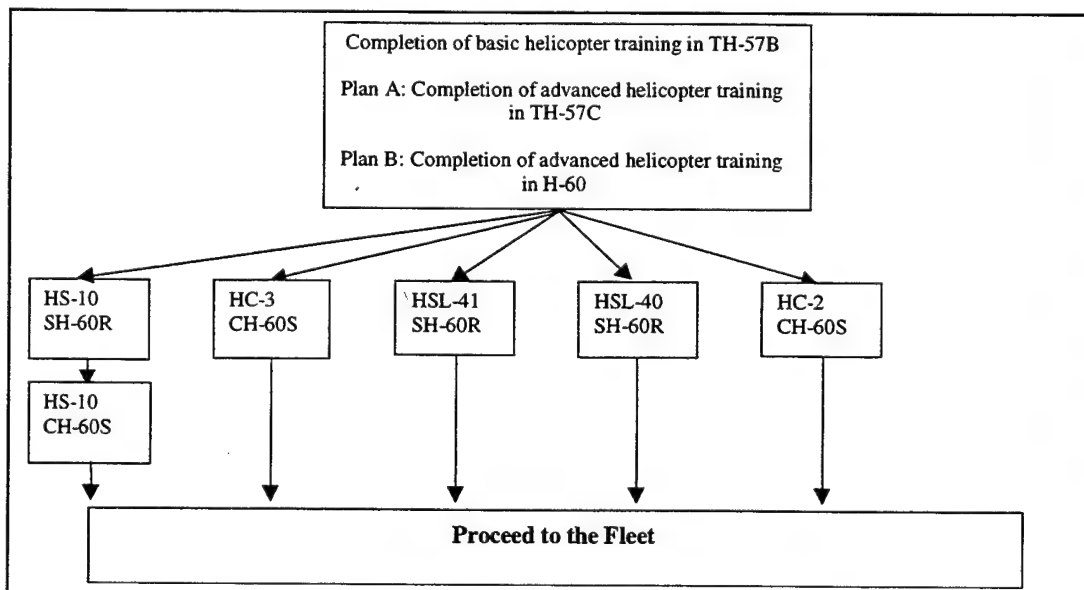 Completion of basic helicopter training in TH-57B
Plan A: Completion of advanced helicopter training
in TH-57C
Plan B: Completion of advanced helicopter training
in H-60
HS-10
SH-60R
HC-3
CH-60S
HSL-41
SH-60R
HSL-40
SH-60R
HC-2
CH-60S
HS-10
CH-60S
Proceed to the Fleet